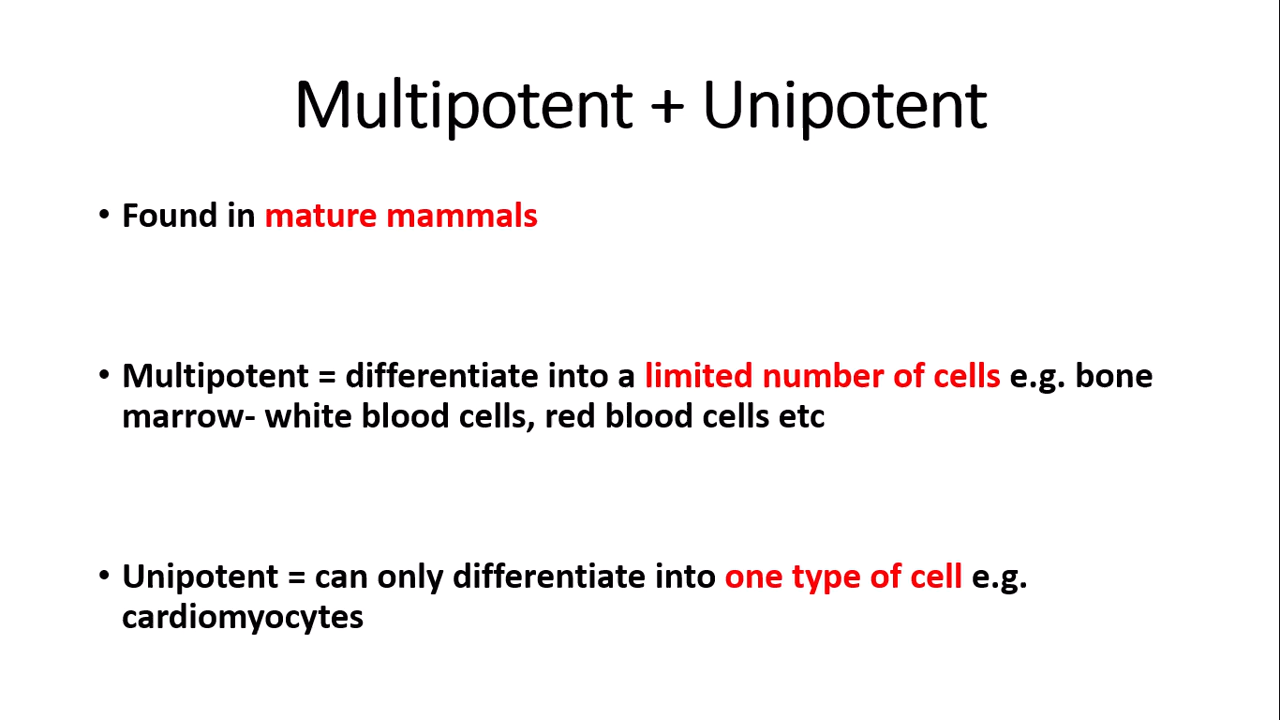 Multipotent + Unipotent
• Found in mature mammals
• Multipotent = differentiate into a limited number of cells e.g. bone
marrow- white blood cells, red blood cells etc
• Unipotent = can only differentiate into one type of cell e.g.
cardiomyocytes